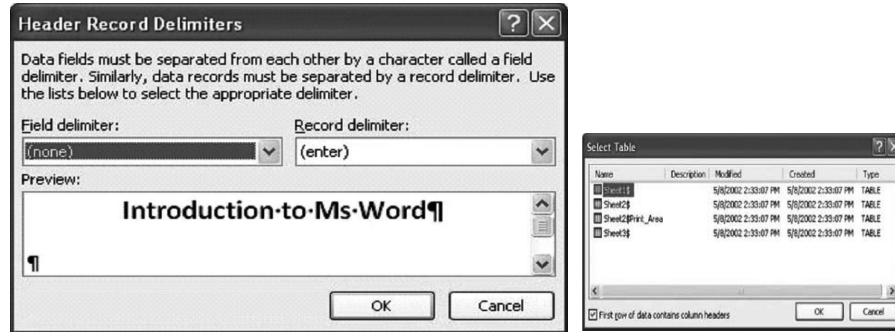 Header Record Delimiters
Data fields must be separated from each other by a character called a field
delimiter. Similarly, data records must be separated by a record delimiter. Use
the lists below to select the appropriate delimiter.
Field delimiter:
Record delimiter:
(none)
(enter)
Preview:
Introduction·to·Ms·Word¶
¶
OK
Cancel
Select Table
Name Description Modified Created Type
Sheet1$ 5/8/2002 2:33:07 PM 5/8/2002 2:33:07 PM TABLE
Sheet2$ 5/8/2002 2:33:07 PM 5/8/2002 2:33:07 PM TABLE
Sheet2$Print_Area 5/8/2002 2:33:07 PM 5/8/2002 2:33:07 PM TABLE
Sheet3$ 5/8/2002 2:33:07 PM 5/8/2002 2:33:07 PM TABLE
First row of data contains column headers
OK
Cancel